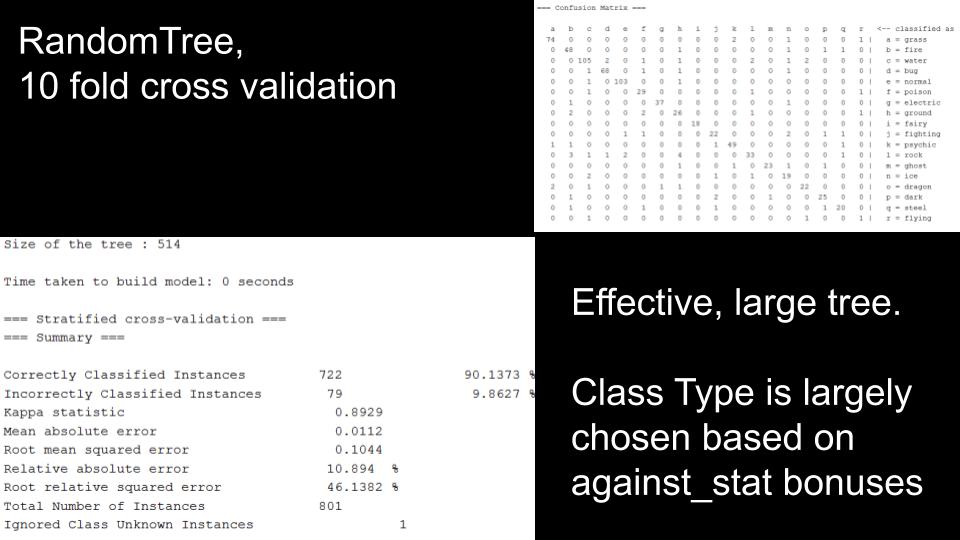 RandomTree,
10 fold cross validation
=== Confusion Matrix ===
a b c d e f g h i j k l m n o p q r <-- classified as
74 0 0 0 0 0 0 0 0 0 2 0 0 1 0 0 0 1 | a = grass
0 48 0 0 0 0 0 1 0 0 0 0 0 1 0 1 1 0 | b = fire
0 0 105 2 0 1 0 1 0 0 0 2 0 1 2 0 0 0 | c = water
0 0 1 68 0 1 0 1 0 0 0 0 0 0 0 0 0 0 | d = bug
0 0 1 0 103 0 0 1 0 0 0 0 0 0 0 0 0 1 | e = normal
0 0 1 0 0 29 0 0 0 0 0 1 0 0 0 0 0 1 | f = poison
0 1 0 0 0 0 37 0 0 0 0 0 0 1 0 0 0 0 | g = electric
0 2 0 0 0 2 0 26 0 0 0 1 0 0 0 0 0 1 | h = ground
0 0 0 0 0 0 0 0 18 0 0 0 0 0 0 0 0 0 | i = fairy
0 0 0 0 1 1 0 0 0 22 0 0 0 2 0 1 1 0 | j = fighting
1 1 0 0 0 0 0 0 0 1 49 0 0 0 0 0 1 0 | k = psychic
0 3 1 1 2 0 0 4 0 0 0 33 0 0 0 0 1 0 | l = rock
0 0 0 0 0 0 0 1 0 0 1 0 23 1 0 1 0 0 | m = ghost
0 0 2 0 0 0 0 0 0 1 0 1 0 19 0 0 0 0 | n = ice
2 0 1 0 0 0 1 1 0 0 0 0 0 0 22 0 0 0 | o = dragon
0 1 0 0 0 0 0 0 0 2 0 0 1 0 0 25 0 0 | p = dark
0 1 0 0 0 1 0 0 0 1 0 0 0 0 0 1 20 0 | q = steel
0 0 1 0 0 0 0 0 0 0 0 0 0 0 1 0 0 1 | r = flying
Size of the tree : 514
Time taken to build model: 0 seconds
=== Stratified cross-validation ===
=== Summary ===
Correctly Classified Instances 722 90.1373 %
Incorrectly Classified Instances 79 9.8627 %
Kappa statistic 0.8929
Mean absolute error 0.0112
Root mean squared error 0.1044
Relative absolute error 10.894 %
Root relative squared error 46.1382 %
Total Number of Instances 801
Ignored Class Unknown Instances 1
Effective, large tree.
Class Type is largely
chosen based on
against_stat bonuses